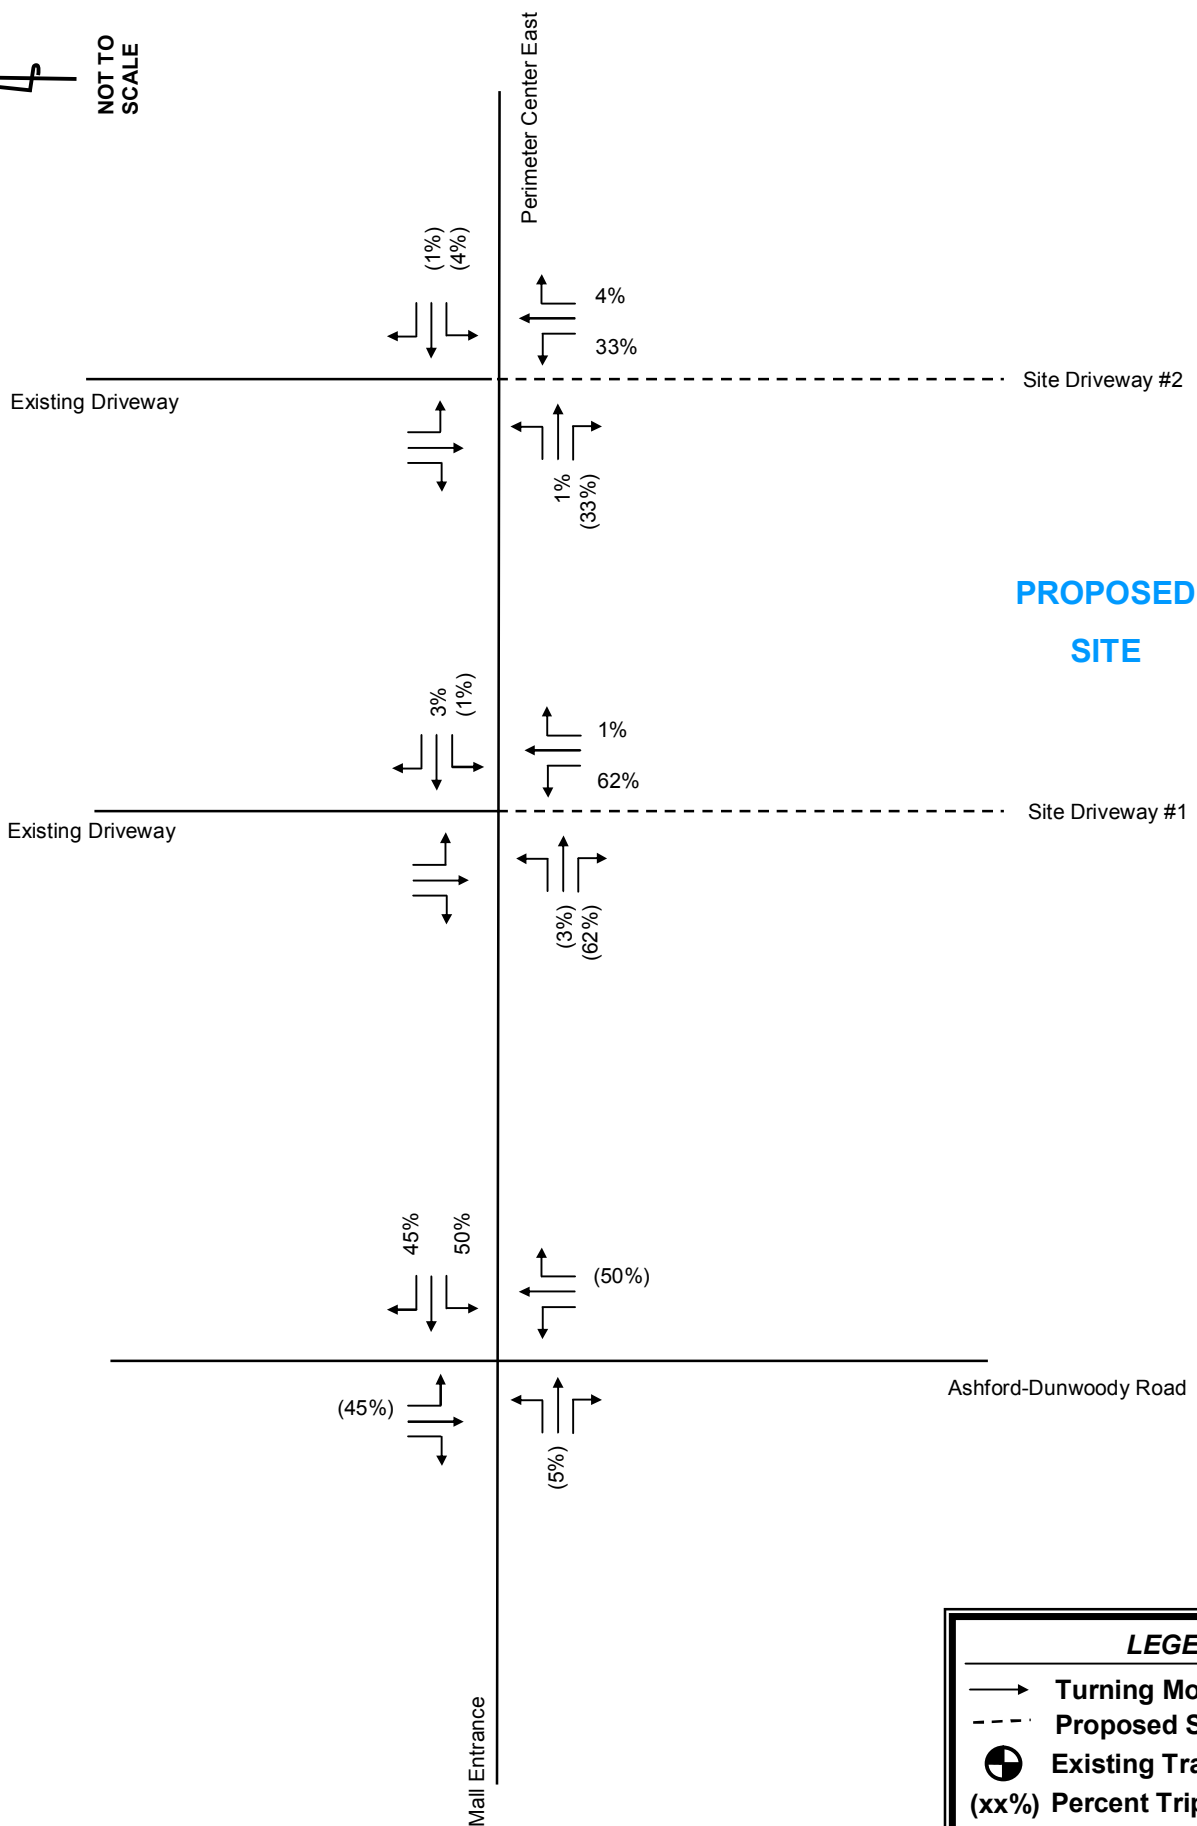 NOT TO
SCALE
Perimeter Center East
(1%)
(4%)
4%
33%
Existing Driveway
Site Driveway #2
1%
(33%)
PROPOSED
SITE
3%
(1%)
1%
62%
Existing Driveway
Site Driveway #1
(3%)
(62%)
45%
50%
(50%)
Ashford-Dunwoody Road
(45%)
(5%)
Mall Entrance
LEGE
Turning Mo
Proposed S
Existing Tra
(xx%) Percent Trip